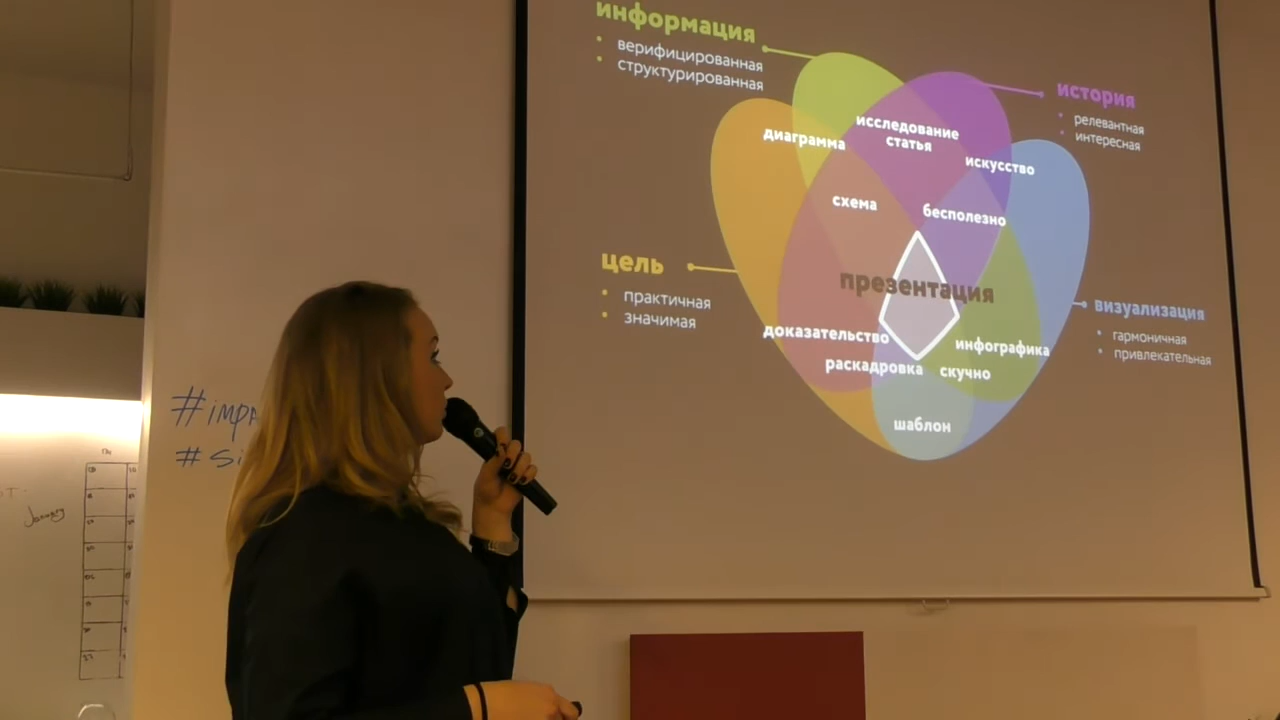 информация
• верифицированная
• структурированная
история
• релевантная
• интересная
диаграмма
исследование
статья
искусство
схема
бесполезно
цель
• практичная
• значимая
презентация
визуализация
• гармоничная
• привлекательная
доказательство
инфографика
раскадровка
скучно
шаблон
January